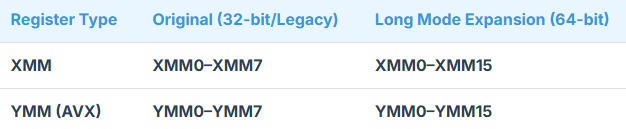 Register Type Original (32-bit/Legacy) Long Mode Expansion (64-bit)
XMM XMM0–XMM7 XMM0–XMM15
YMM (AVX) YMM0–YMM7 YMM0–YMM15